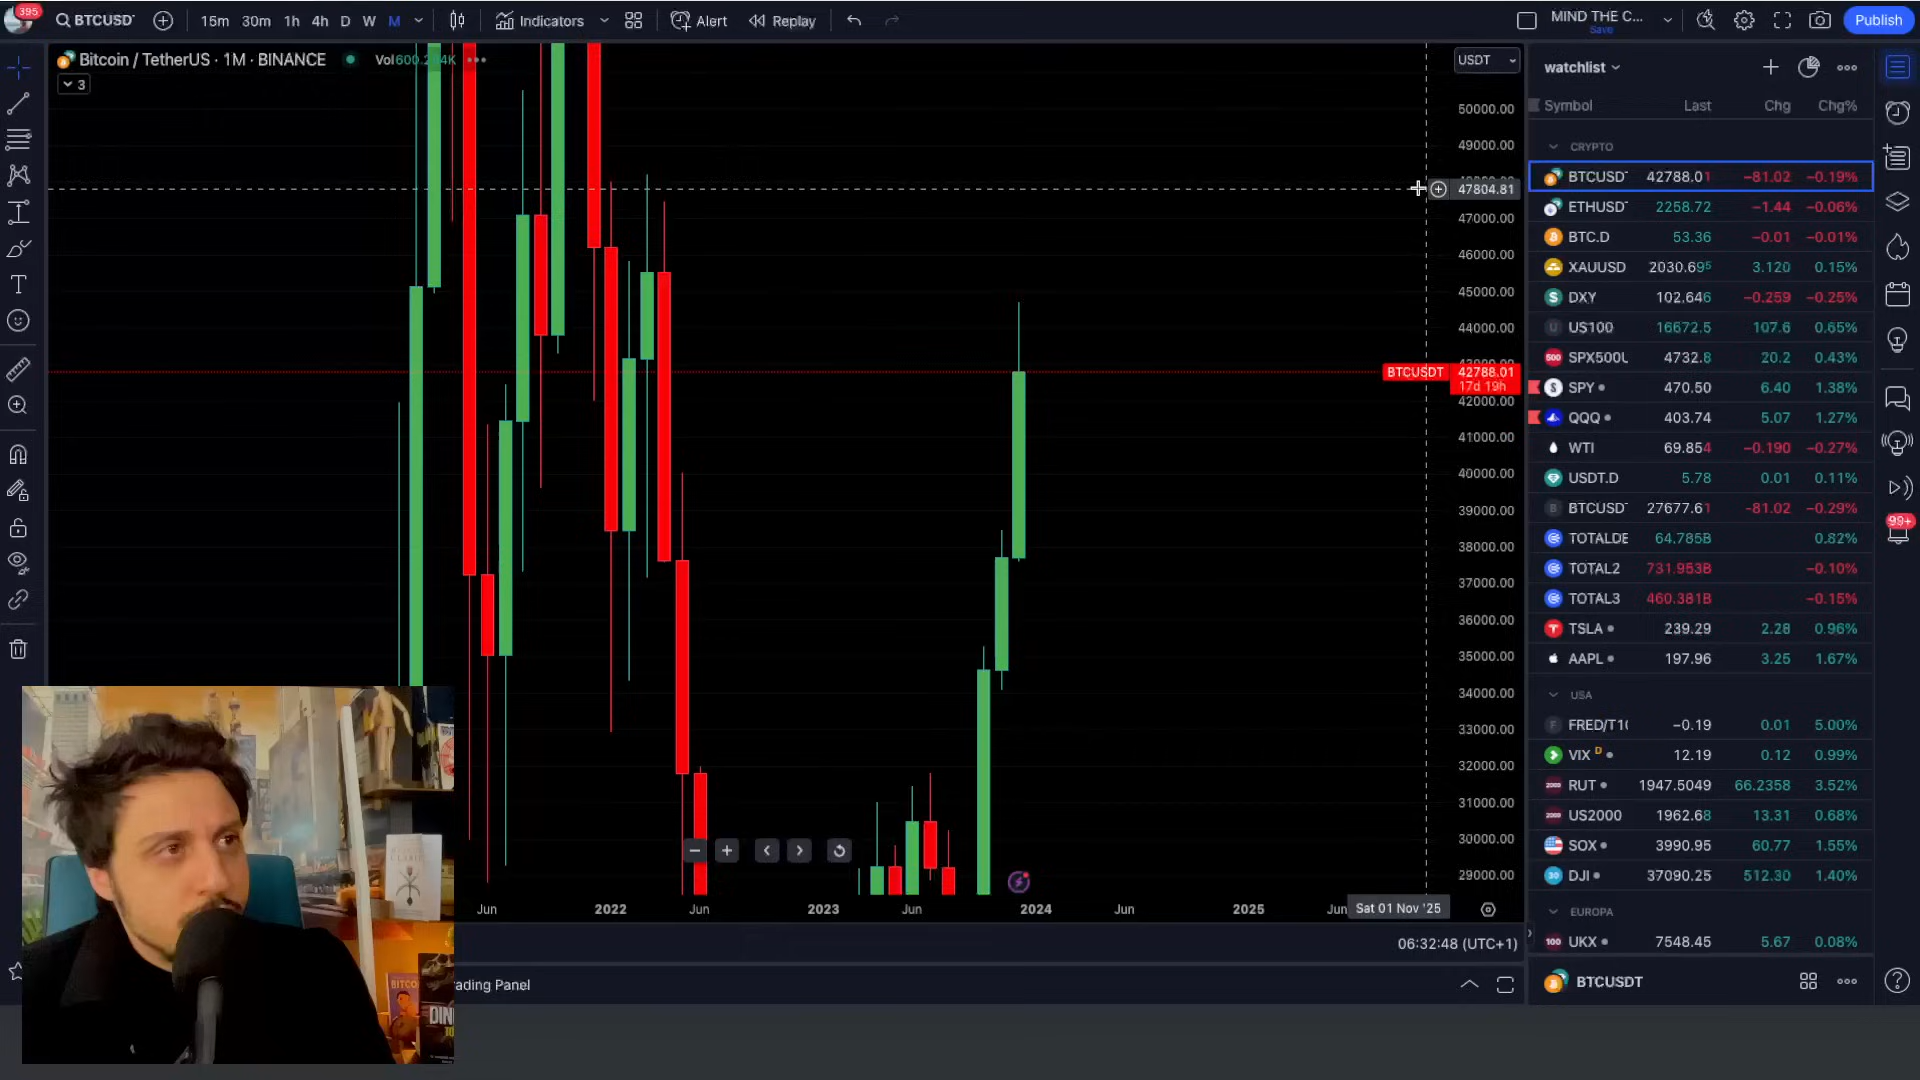 395
BTCUSDT
15m 30m 1h 4h D W M
Indicators
Alert
Replay
MIND THE C...
Save
Publish
Bitcoin / TetherUS · 1M · BINANCE
3
USDT
50000.00
49000.00
47804.81
47000.00
46000.00
45000.00
44000.00
BTCUSDT 42788.01
17d 19h
42000.00
41000.00
40000.00
39000.00
38000.00
37000.00
36000.00
35000.00
34000.00
33000.00
32000.00
31000.00
30000.00
29000.00
Jun 2022 Jun 2023 Jun 2024 Jun 2025 Jun Sat 01 Nov '25
06:32:48 (UTC+1)
ading Panel
watchlist
Symbol Last Chg Chg%
CRYPTO
BTCUSD 42788.01 −81.02 −0.19%
ETHUSD 2258.72 −1.44 −0.06%
BTC.D 53.36 −0.01 −0.01%
XAUUSD 2030.695 3.120 0.15%
DXY 102.646 −0.259 −0.25%
US100 16672.5 107.6 0.65%
SPX500U 4732.8 20.2 0.43%
SPY 470.50 6.40 1.38%
QQQ 403.74 5.07 1.27%
WTI 69.854 −0.190 −0.27%
USDT.D 5.78 0.01 0.11%
BTCUSD 27677.61 −81.02 −0.29%
TOTALDE 64.785B 0.82%
TOTAL2 731.953B −0.10%
TOTAL3 460.381B −0.15%
TSLA 239.29 2.28 0.96%
AAPL 197.96 3.25 1.67%
USA
FRED/T10 −0.19 0.01 5.00%
VIX D 12.19 0.12 0.99%
RUT 1947.5049 66.2358 3.52%
US2000 1962.68 13.31 0.68%
SOX 3990.95 60.77 1.55%
DJI 37090.25 512.30 1.40%
EUROPA
UKX 7548.45 5.67 0.08%
BTCUSDT
99+
BITCO
DIN